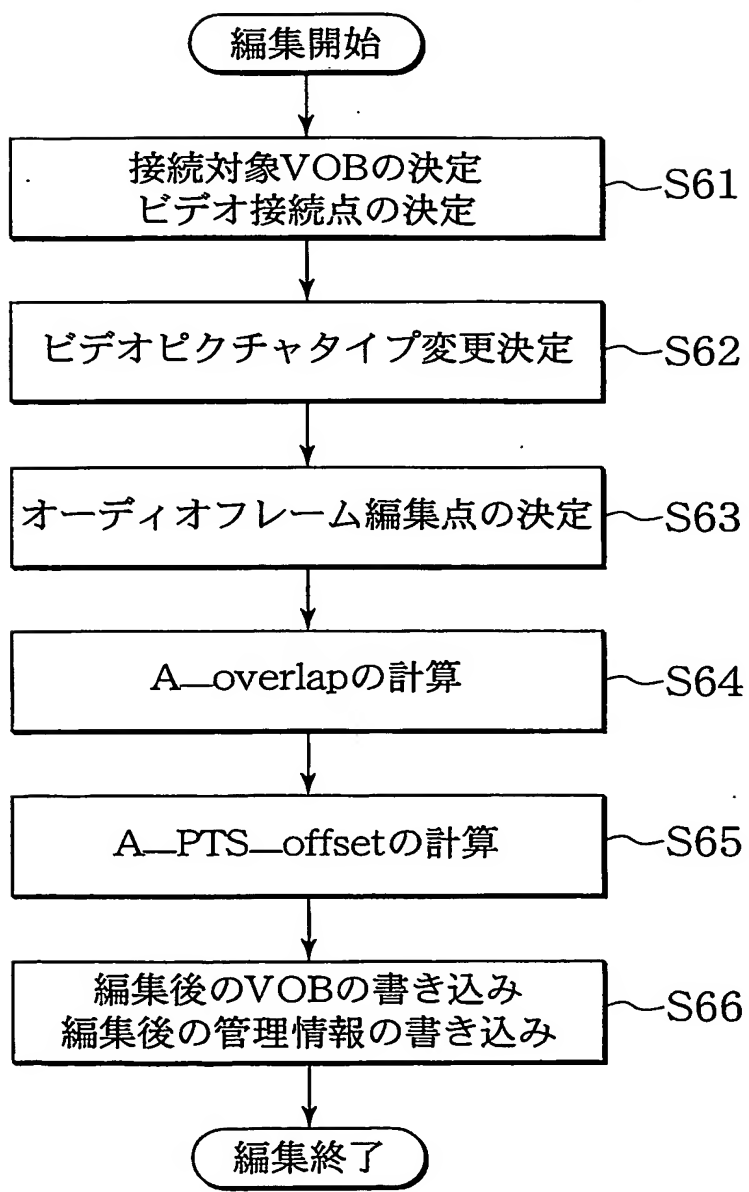 編集開始
接続対象VOBの決定
ビデオ接続点の決定
S61
ビデオピクチャタイプ変更決定
S62
オーディオフレーム編集点の決定
S63
A_overlapの計算
S64
A_PTS_offsetの計算
S65
編集後のVOBの書き込み
編集後の管理情報の書き込み
S66
編集終了